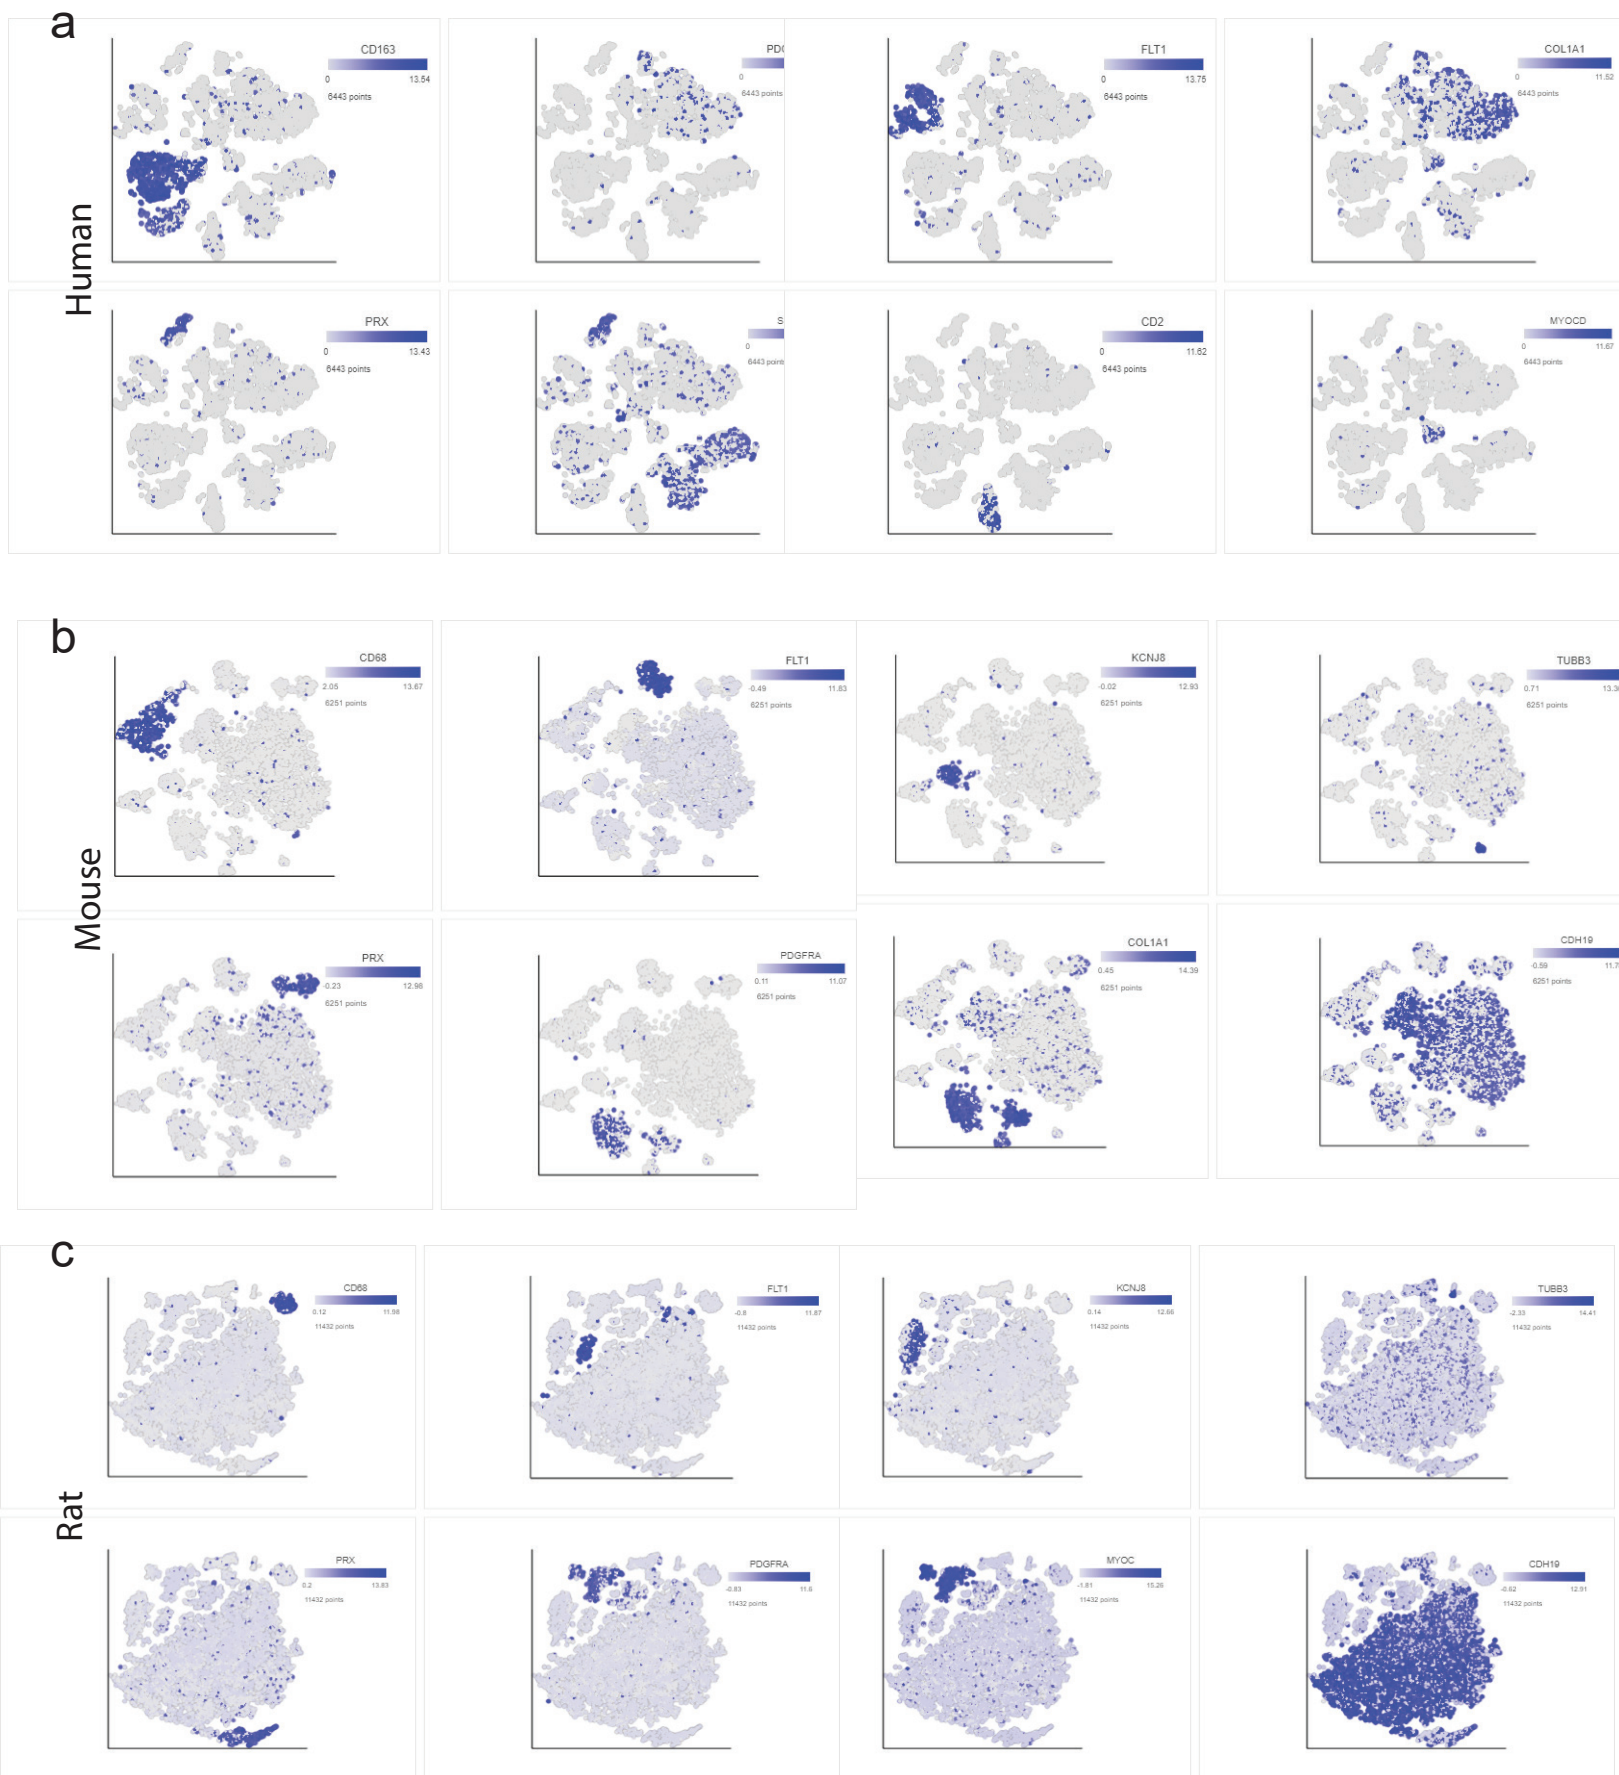 a
Human
CD163
0 13.54
6443 points
0
6443 points
FLT1
0 13.75
6443 points
COL1A1
0 11.52
6443 points
PRX
0 13.43
6443 points
S
0
6443 points
CD2
0 11.62
6443 points
MYOCD
0 11.67
6443 points
b
Mouse
CD68
2.05 13.67
6251 points
FLT1
-0.49 11.83
6251 points
KCNJ8
-0.02 12.93
6251 points
TUBB3
0.71
6251 points
PRX
-0.23 12.98
6251 points
PDGFRA
0.11 11.07
6251 points
COL1A1
0.45 14.39
6251 points
CDH19
-0.59
6251 points
c
Rat
CD68
0.12 11.58
11432 points
FLT1
-0.8 11.87
11432 points
KCNJ8
0.14 12.66
11432 points
TUBB3
-2.33 14.41
11432 points
PRX
0.2 13.83
11432 points
PDGFRA
-0.83 11.6
11432 points
MYOC
-1.81 15.26
11432 points
CDH19
-0.62 12.91
11432 points